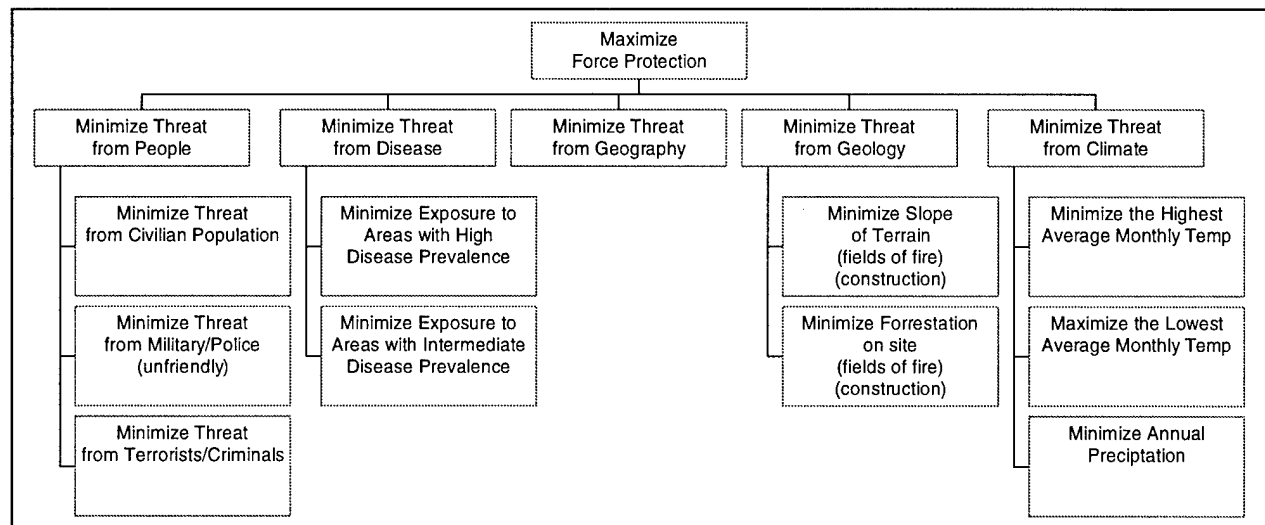 Maximize
Force Protection
Minimize Threat
from People
Minimize Threat
from Disease
Minimize Threat
from Geography
Minimize Threat
from Geology
Minimize Threat
from Climate
Minimize Threat
from Civilian Population
Minimize Threat
from Military/Police
(unfriendly)
Minimize Threat
from Terrorists/Criminals
Minimize Exposure to
Areas with High
Disease Prevalence
Minimize Exposure to
Areas with Intermediate
Disease Prevalence
Minimize Slope
of Terrain
(fields of fire)
(construction)
Minimize Forrestation
on site
(fields of fire)
(construction)
Minimize the Highest
Average Monthly Temp
Maximize the Lowest
Average Monthly Temp
Minimize Annual
Preciptation